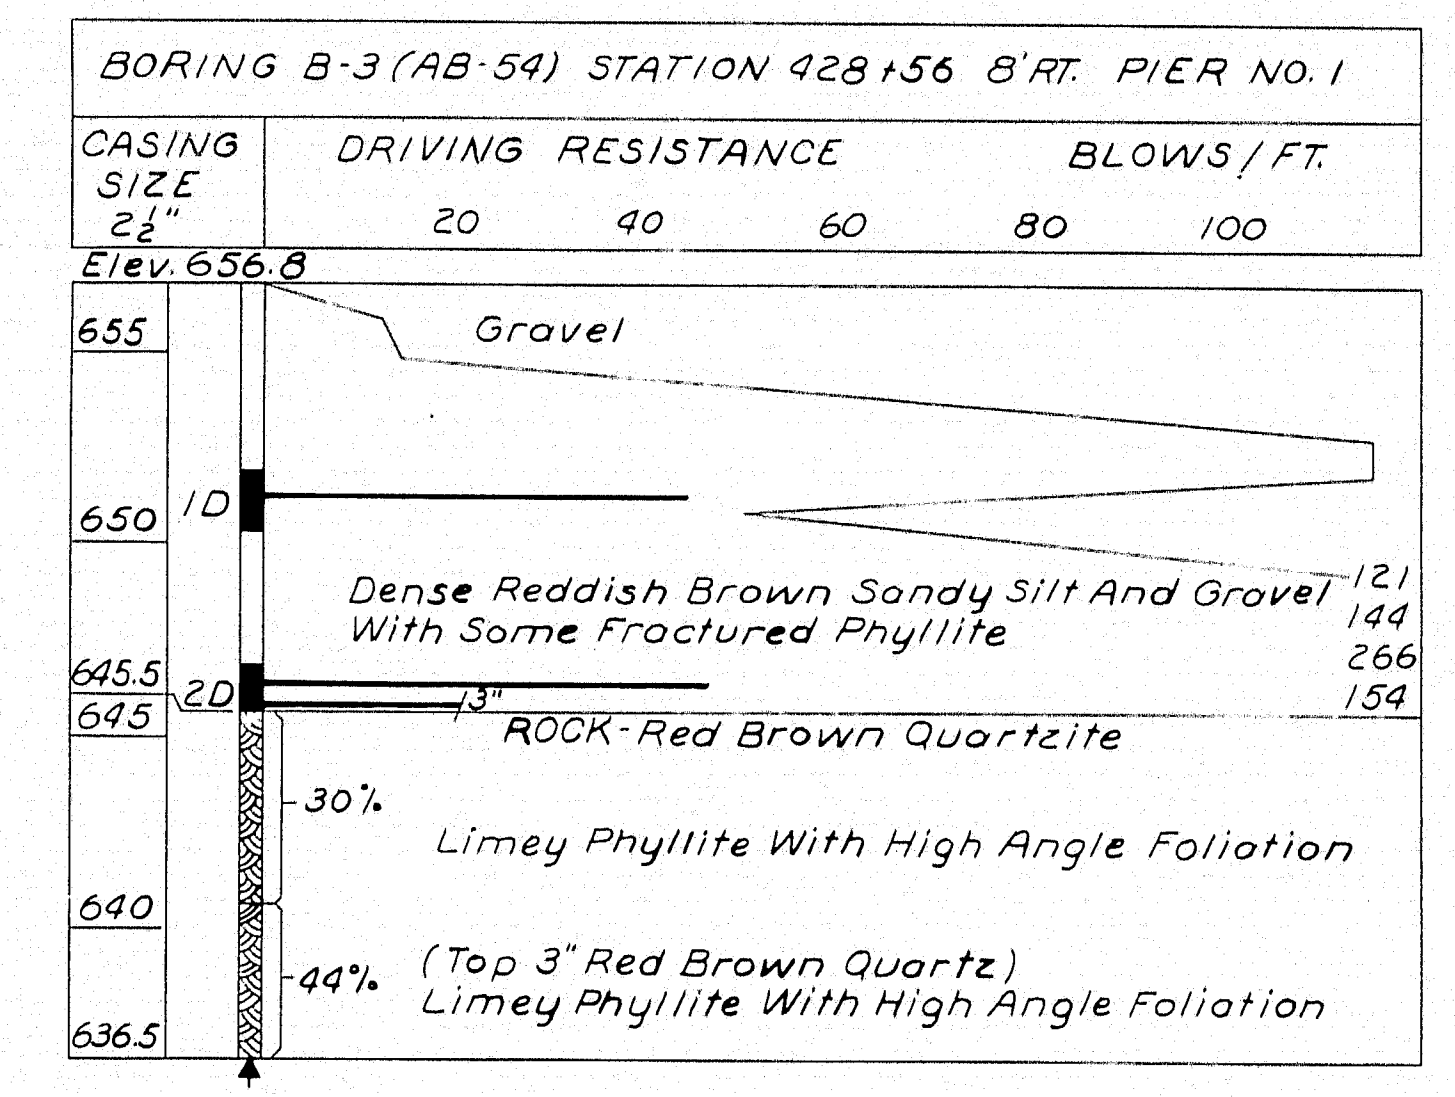 BORING B-3 (AB-54) STATION 428+56 8'RT. PIER NO. 1
CASING SIZE 2½"
DRIVING RESISTANCE BLOWS/FT.
20 40 60 80 100
Elev. 656.8
655
Gravel
1D
650
Dense Reddish Brown Sandy Silt And Gravel
With Some Fractured Phyllite
121
144
266
154
645.5
2D
3"
645
ROCK-Red Brown Quartzite
30%
Limey Phyllite With High Angle Foliation
640
(Top 3" Red Brown Quartz)
44%
Limey Phyllite With High Angle Foliation
636.5